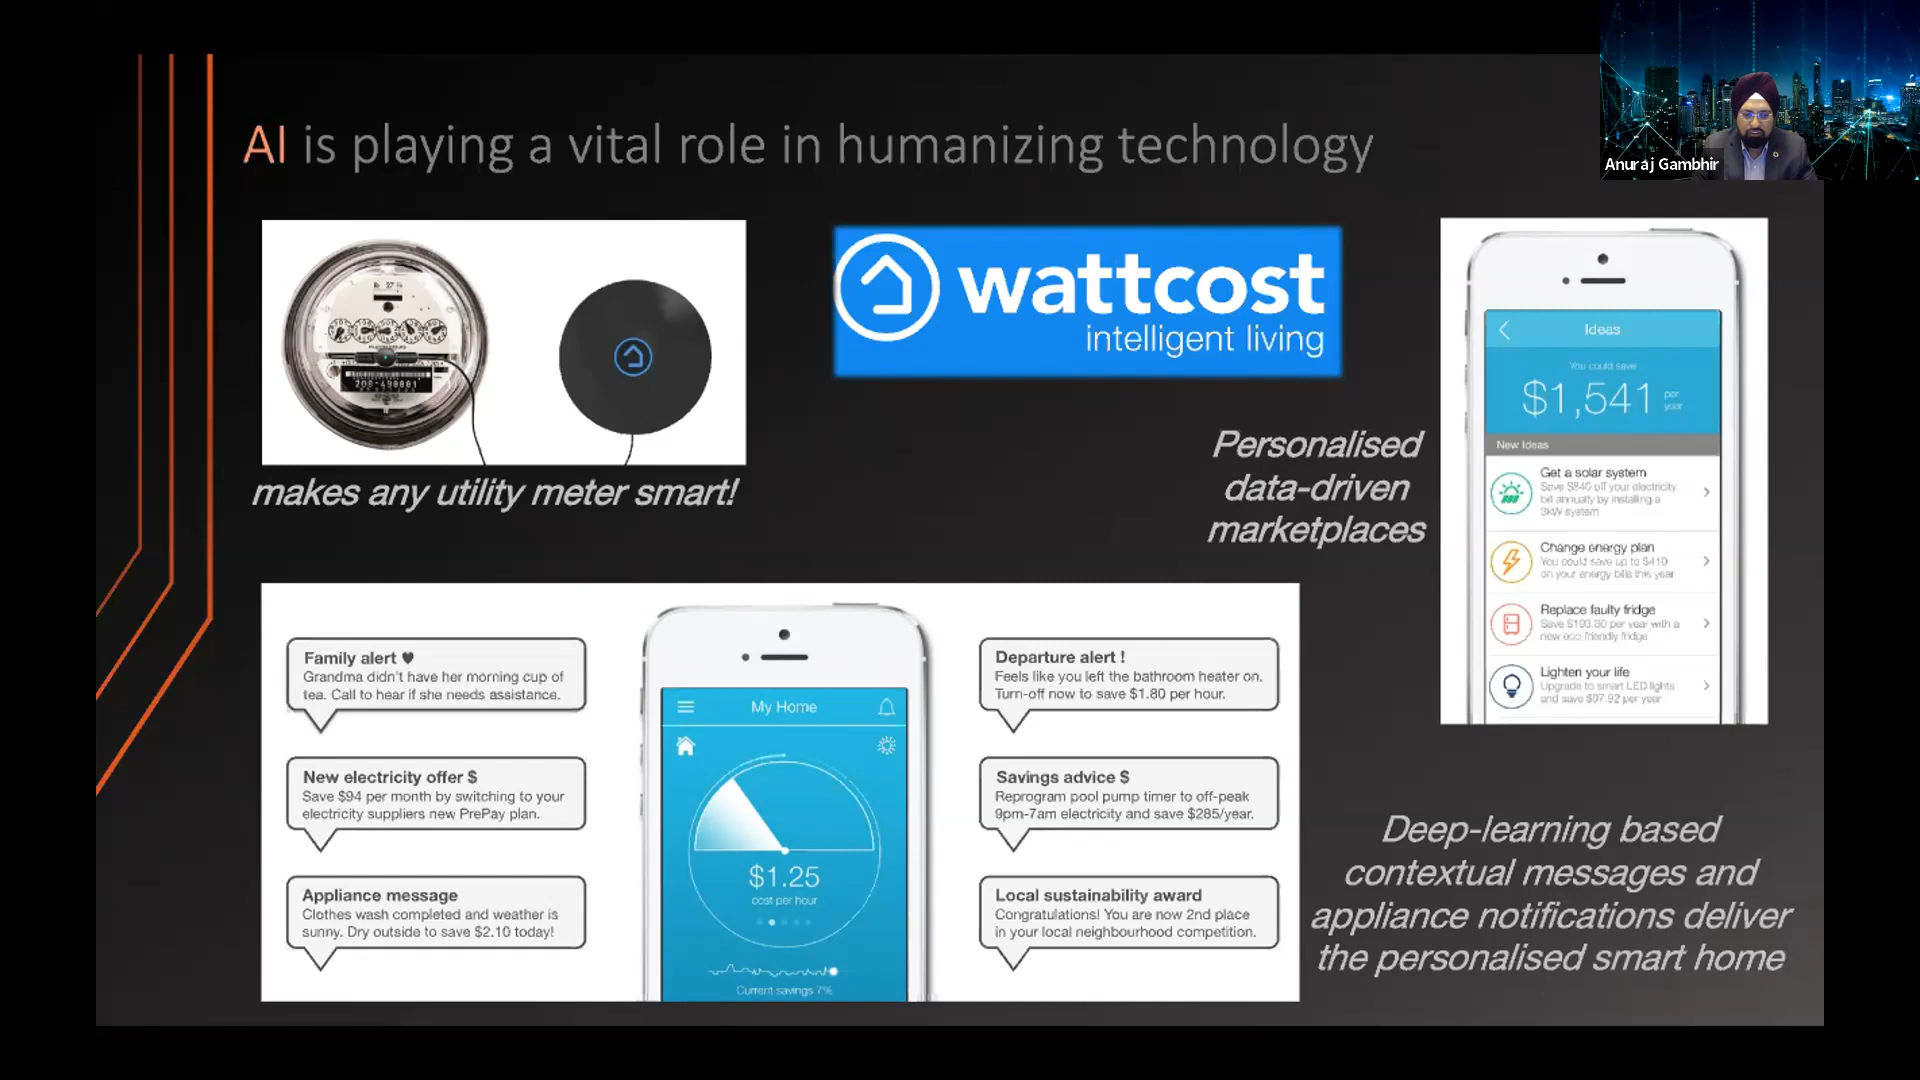 AI is playing a vital role in humanizing technology
Anuraj Gambhir
208-498001
makes any utility meter smart!
wattcost
intelligent living
Personalised
data-driven
marketplaces
Ideas
You could save
$1,541 per
year
New Ideas
Get a solar system
Save $840 off your electricity
bill annually by installing a
3kW system
Change energy plan
You could save up to $410
on your energy bills this year
Replace faulty fridge
Save $193.80 per year with a
new eco-friendly fridge
Lighten your life
Upgrade to smart LED lights
and save $97.92 per year
Family alert ♥
Grandma didn't have her morning cup of
tea. Call to hear if she needs assistance.
New electricity offer $
Save $94 per month by switching to your
electricity suppliers new PrePay plan.
Appliance message
Clothes wash completed and weather is
sunny. Dry outside to save $2.10 today!
My Home
$1.25
cost per hour
Current savings 7%
Departure alert !
Feels like you left the bathroom heater on.
Turn-off now to save $1.80 per hour.
Savings advice $
Reprogram pool pump timer to off-peak
9pm-7am electricity and save $285/year.
Local sustainability award
Congratulations! You are now 2nd place
in your local neighbourhood competition.
Deep-learning based
contextual messages and
appliance notifications deliver
the personalised smart home